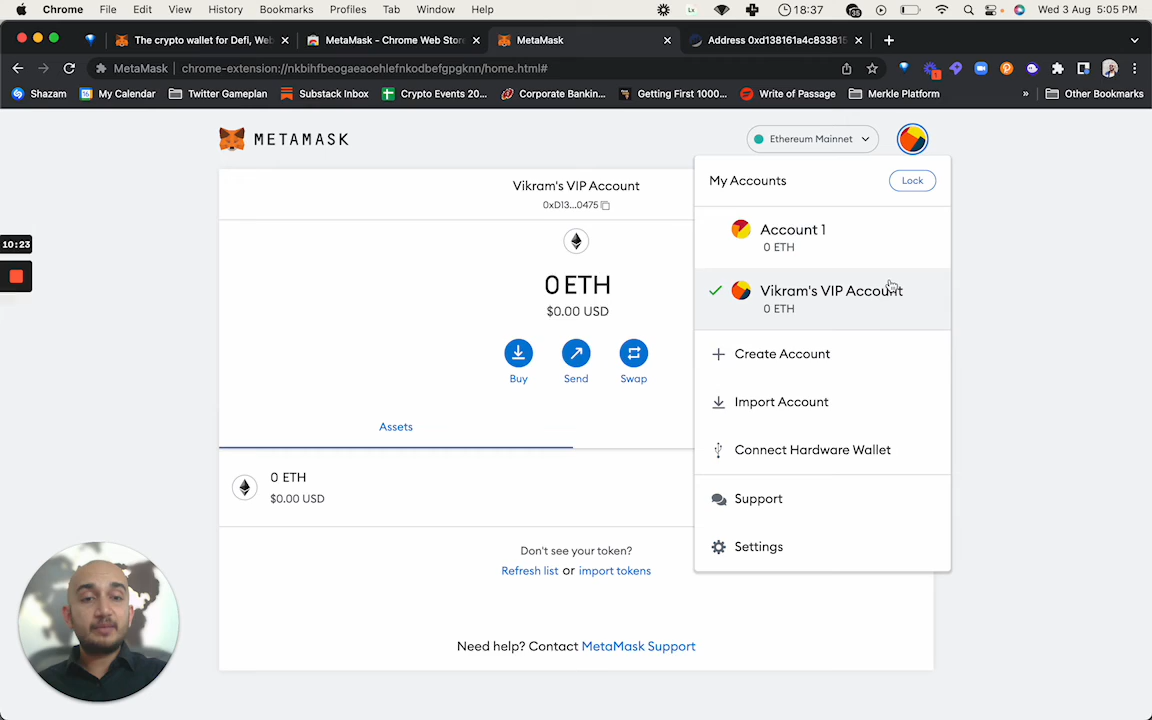 Chrome File Edit View History Bookmarks Profiles Tab Window Help 18:37 Wed 3 Aug 5:05 PM
The crypto wallet for Defi, Web MetaMask - Chrome Web Store MetaMask Address 0xd138161a4c83381
MetaMask chrome-extension://nkbihfbeogaeaoehlefnkodbefgpgknn/home.html#
Shazam My Calendar Twitter Gameplan Substack Inbox Crypto Events 20... Corporate Bankin... Getting First 1000... Write of Passage Merkle Platform » Other Bookmarks
METAMASK
Ethereum Mainnet
Vikram's VIP Account
0xD13...0475
0 ETH
$0.00 USD
Buy Send Swap
Assets
0 ETH
$0.00 USD
Don't see your token?
Refresh list or import tokens
Need help? Contact MetaMask Support
My Accounts
Lock
Account 1
0 ETH
Vikram's VIP Account
0 ETH
Create Account
Import Account
Connect Hardware Wallet
Support
Settings
10:23